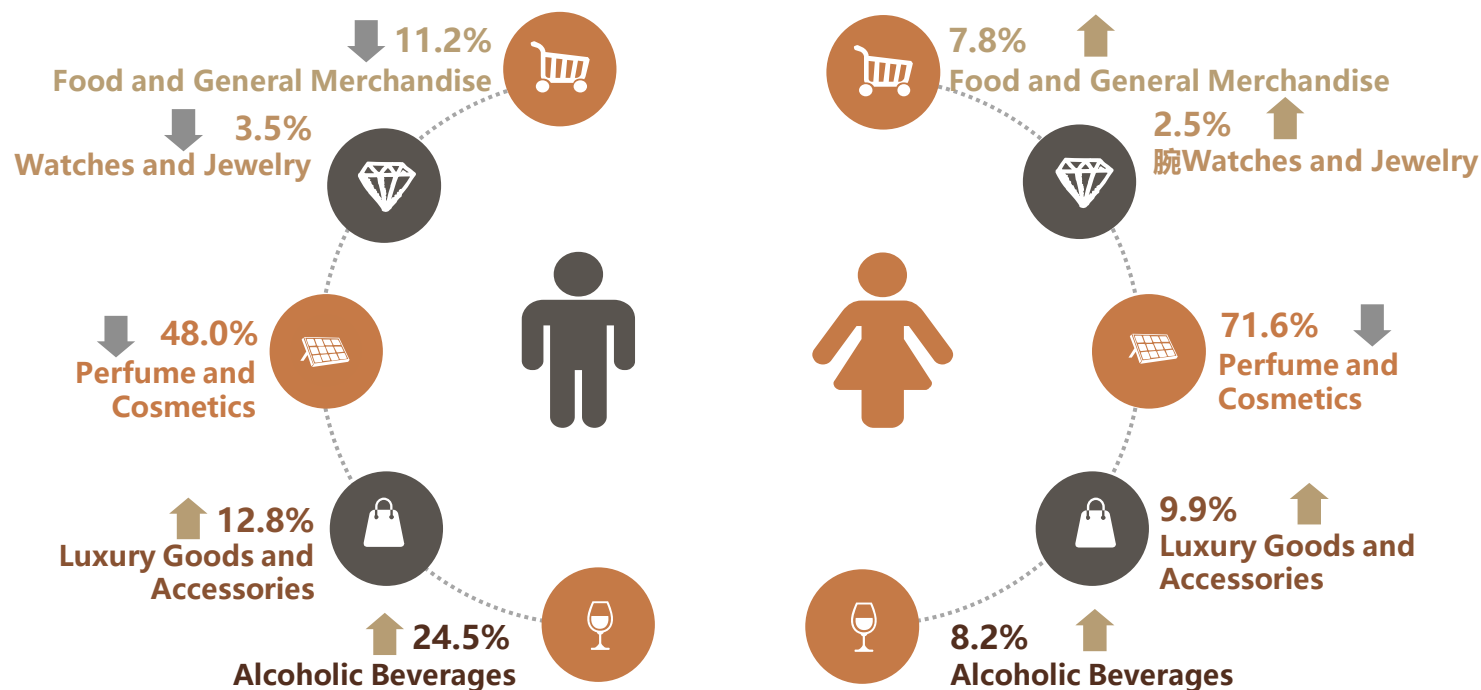 11.2%
Food and General Merchandise
3.5%
Watches and Jewelry
48.0%
Perfume and
Cosmetics
12.8%
Luxury Goods and
Accessories
24.5%
Alcoholic Beverages
7.8%
Food and General Merchandise
2.5%
腕Watches and Jewelry
71.6%
Perfume and
Cosmetics
9.9%
Luxury Goods and
Accessories
8.2%
Alcoholic Beverages